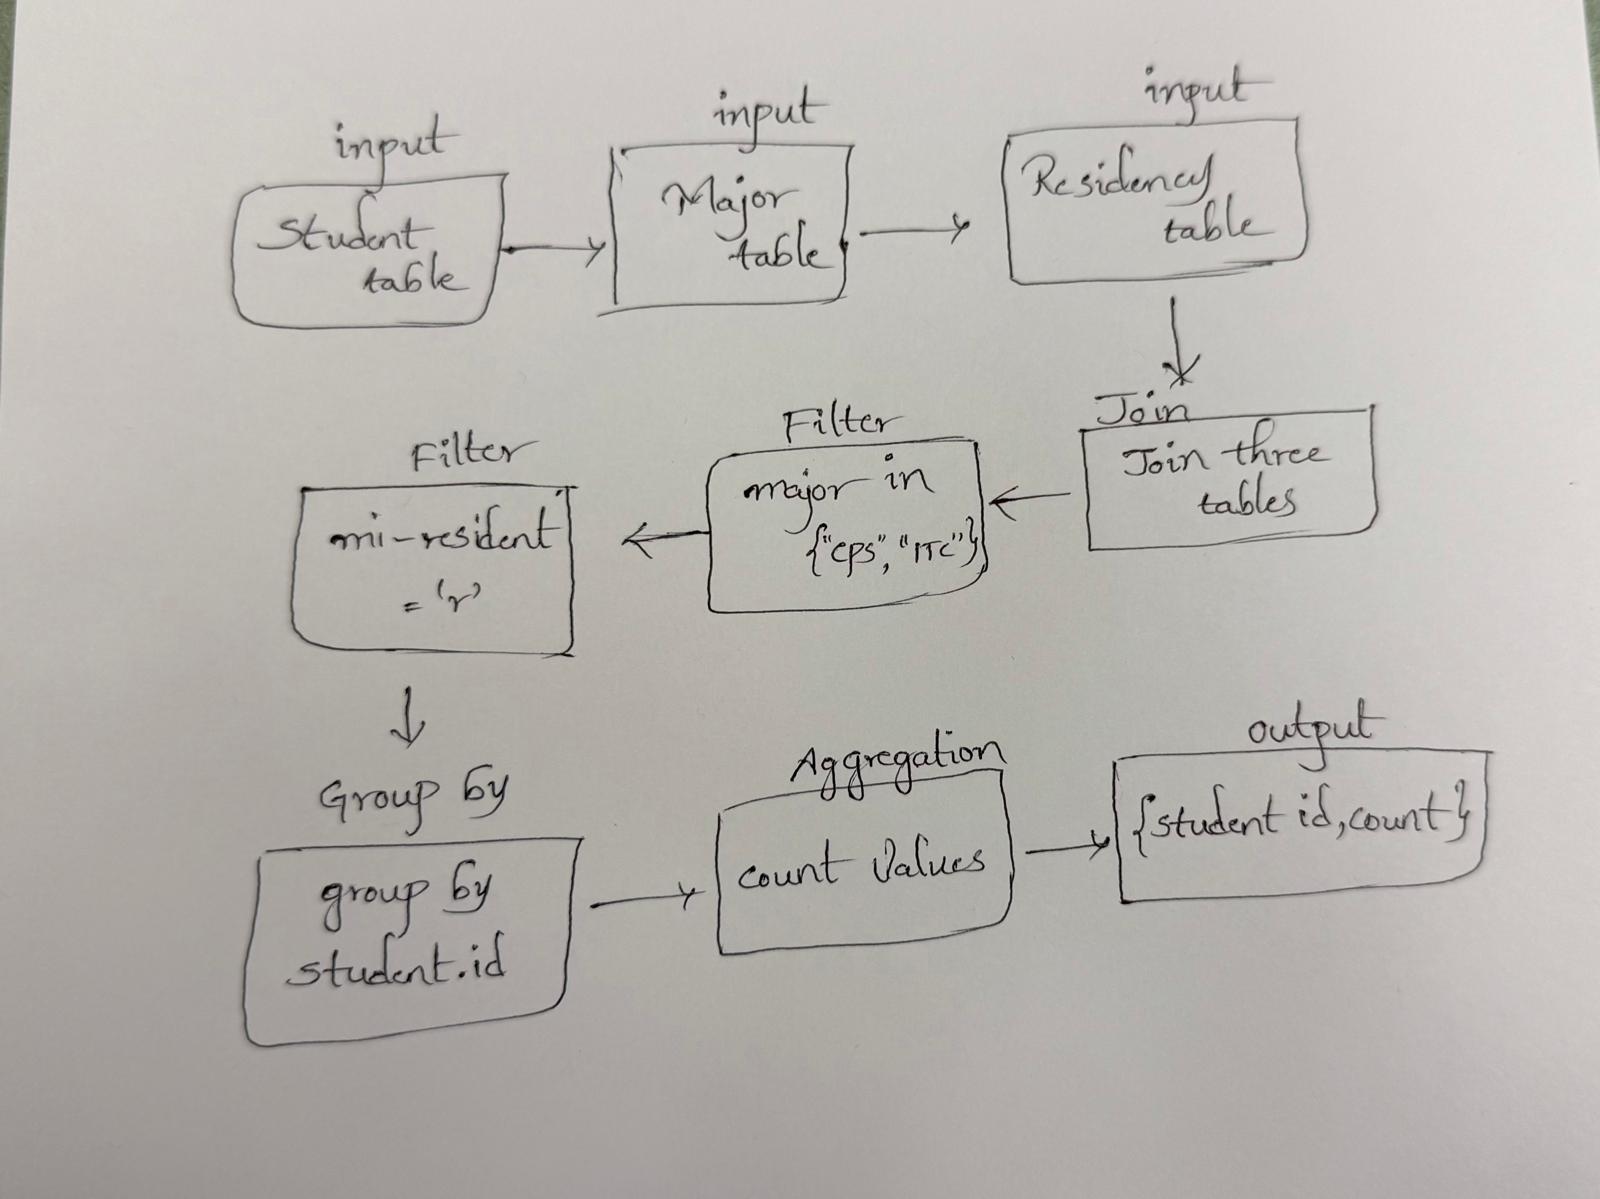 input
Student
table
input
Major
table
input
Residency
table
Join
Join three
tables
Filter
major in
{"CPS", "ITC"}
Filter
mi-resident
= 'r'
Group by
group by
student.id
Aggregation
count Values
output
{student id, count}